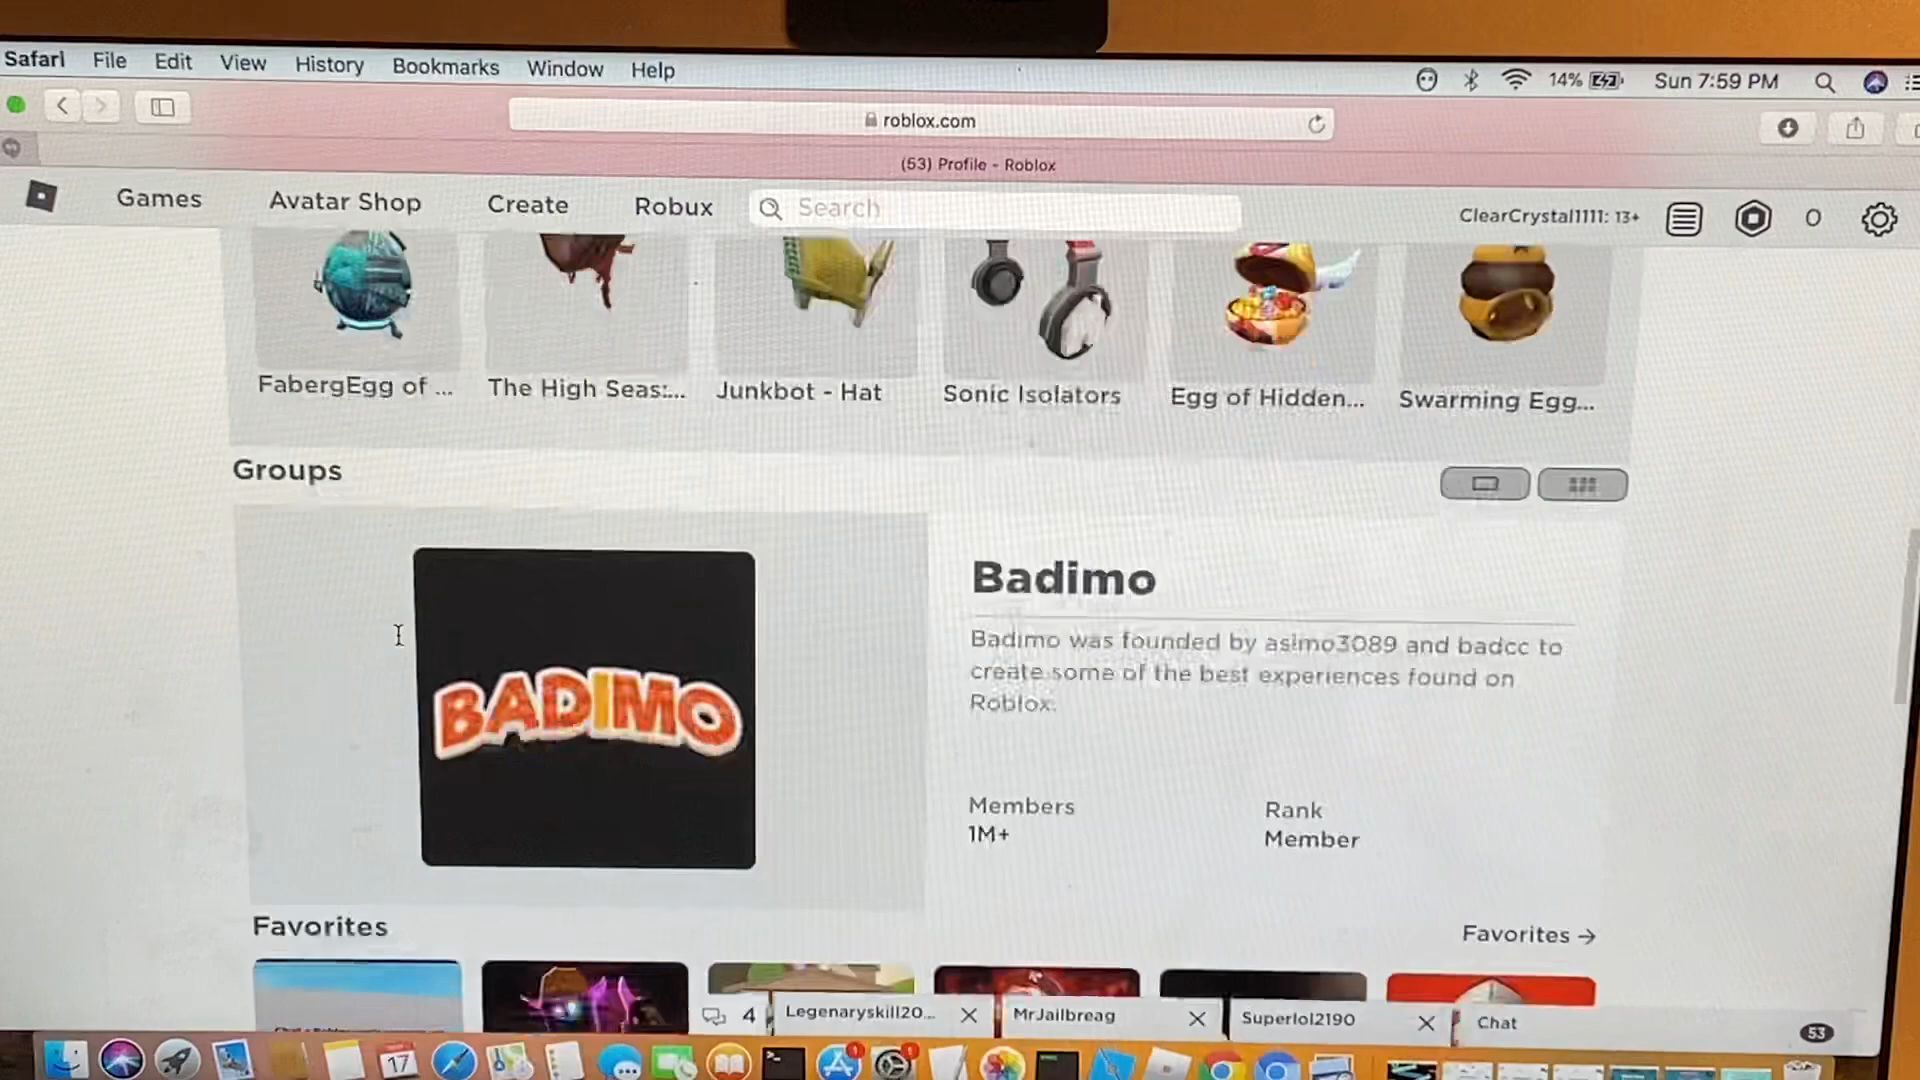 Safari File Edit View History Bookmarks Window Help
14% Sun 7:59 PM
roblox.com
(53) Profile - Roblox
Games Avatar Shop Create Robux Search ClearCrystal1111: 13+ 0
FabergEgg of ... The High Seas:... Junkbot - Hat Sonic Isolators Egg of Hidden... Swarming Egg...
Groups
BADIMO
Badimo
Badimo was founded by asimo3089 and badcc to
create some of the best experiences found on
Roblox.
Members
1M+
Rank
Member
Favorites
Favorites →
4 Legenaryskill20... MrJailbreag Superlol2190 Chat 53
17
1
1